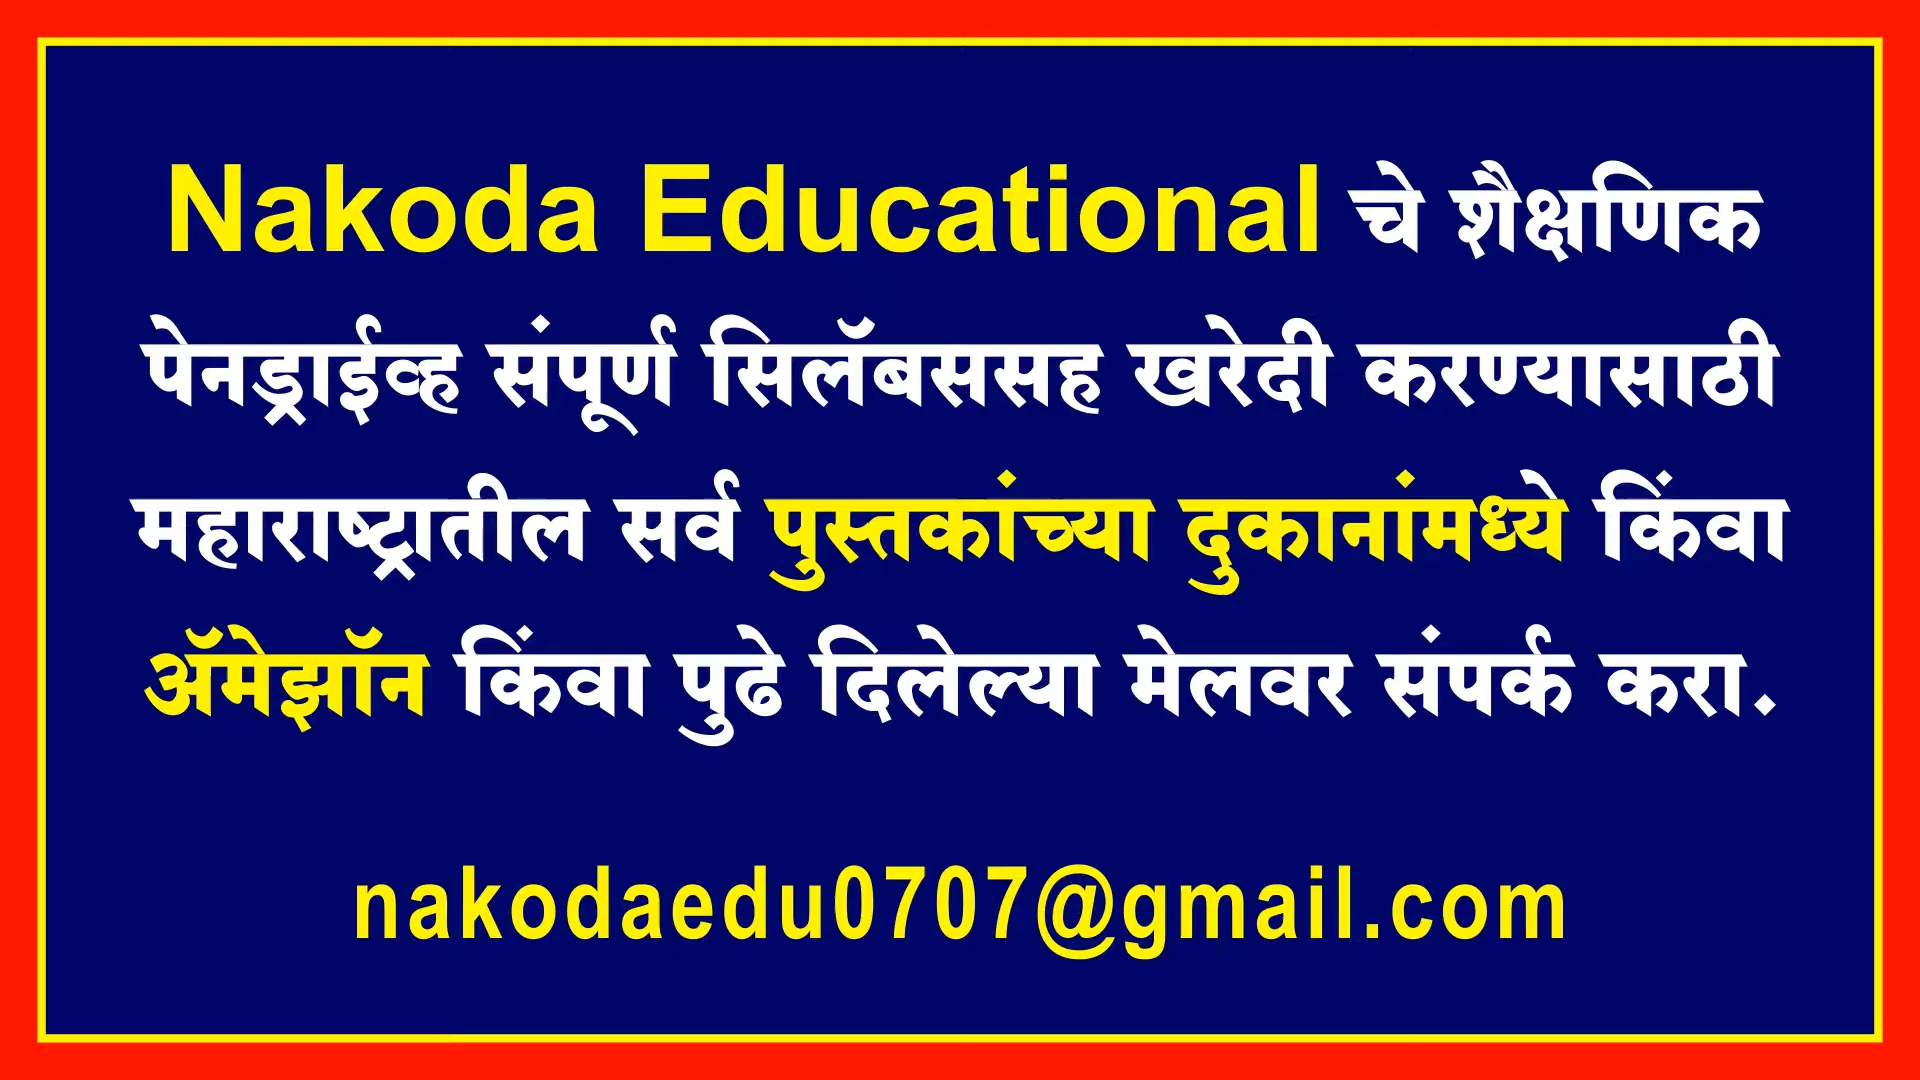 Nakoda Educational चे शैक्षणिक
पेनड्राईव्ह संपूर्ण सिलॅबससह खरेदी करण्यासाठी
महाराष्ट्रातील सर्व पुस्तकांच्या दुकानांमध्ये किंवा
ॲमेझॉन किंवा पुढे दिलेल्या मेलवर संपर्क करा.
nakodaedu0707@gmail.com